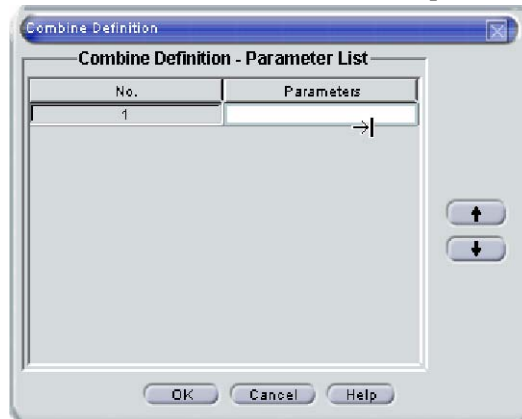 Combine Definition
Combine Definition - Parameter List
No. Parameters
1
OK Cancel Help